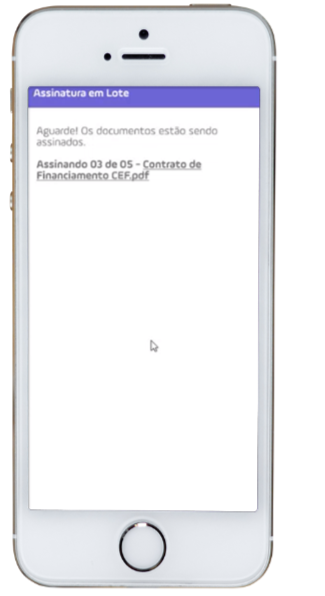 Assinatura em Lote
Aguarde! Os documentos estão sendo
assinados.
Assinando 03 de 05 - Contrato de
Financiamento CEF.pdf